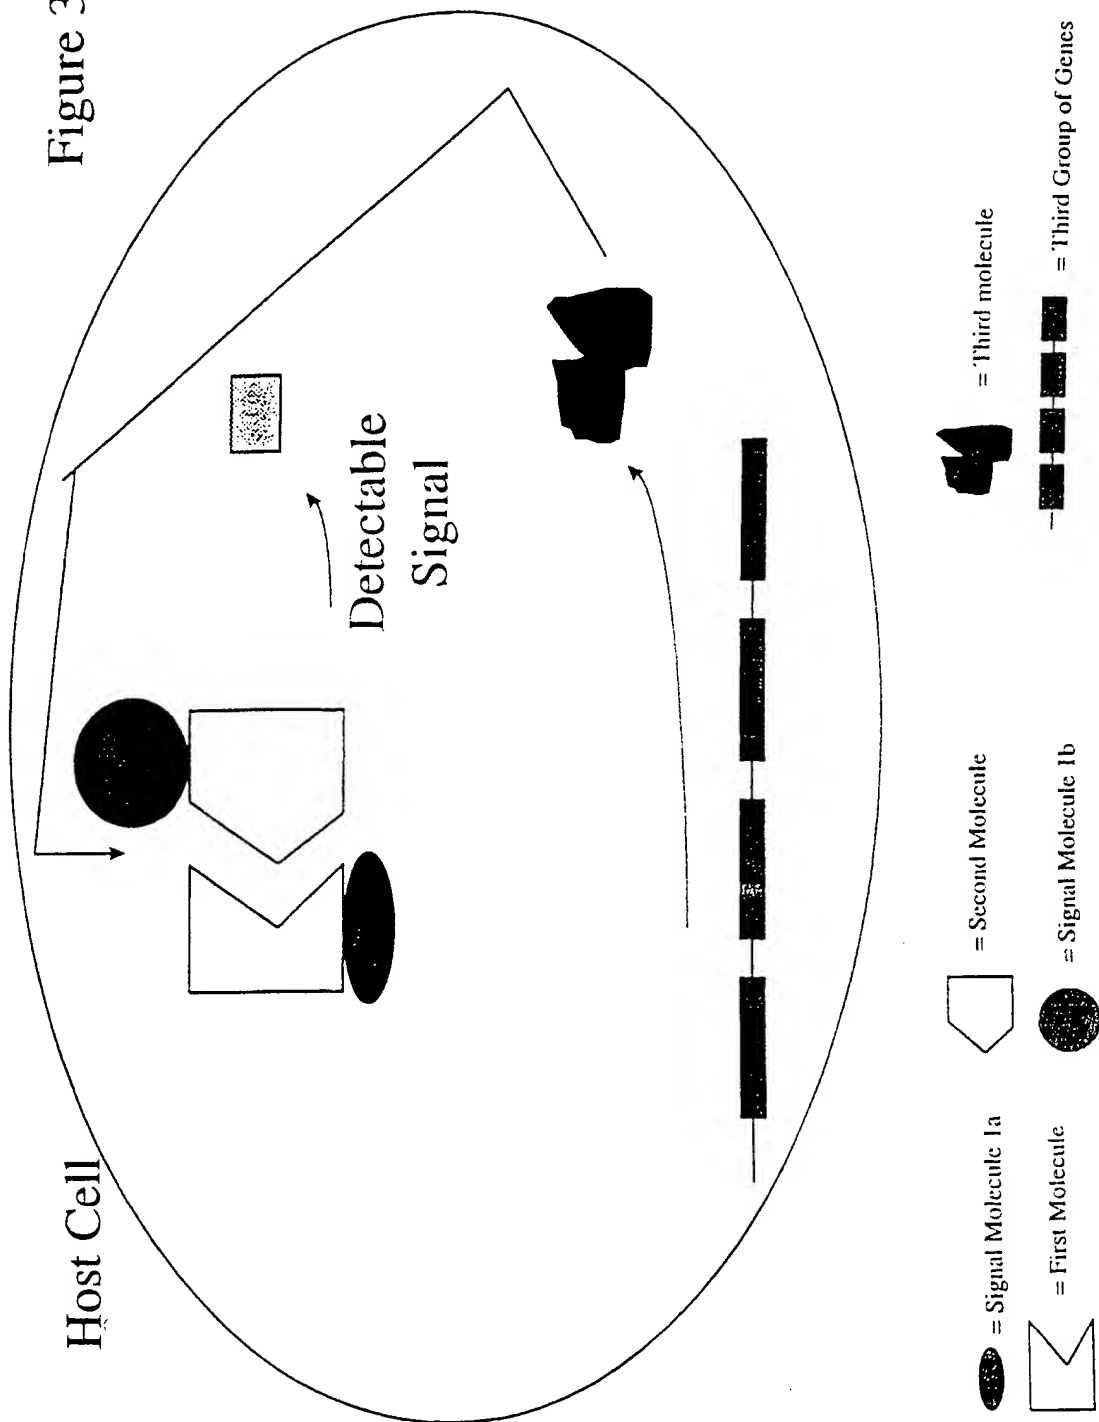 Figure 3
Host Cell
Detectable
Signal
= Signal Molecule 1a
= Second Molecule
= Third molecule
= First Molecule
= Signal Molecule 1b
= Third Group of Genes